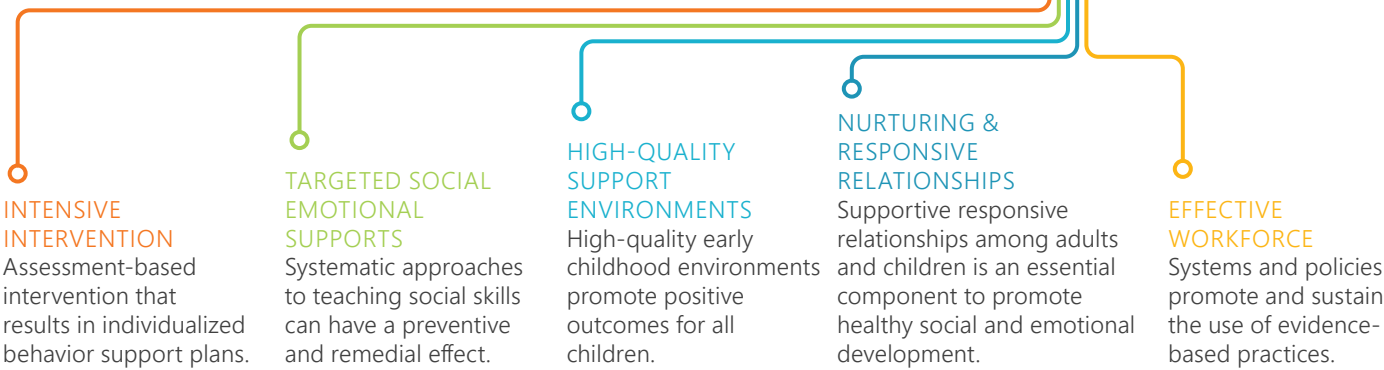 INTENSIVE
INTERVENTION
Assessment-based
intervention that
results in individualized
behavior support plans.
TARGETED SOCIAL
EMOTIONAL
SUPPORTS
Systematic approaches
to teaching social skills
can have a preventive
and remedial effect.
HIGH-QUALITY
SUPPORT
ENVIRONMENTS
High-quality early
childhood environments
promote positive
outcomes for all
children.
NURTURING &
RESPONSIVE
RELATIONSHIPS
Supportive responsive
relationships among adults
and children is an essential
component to promote
healthy social and emotional
development.
EFFECTIVE
WORKFORCE
Systems and policies
promote and sustain
the use of evidence-
based practices.